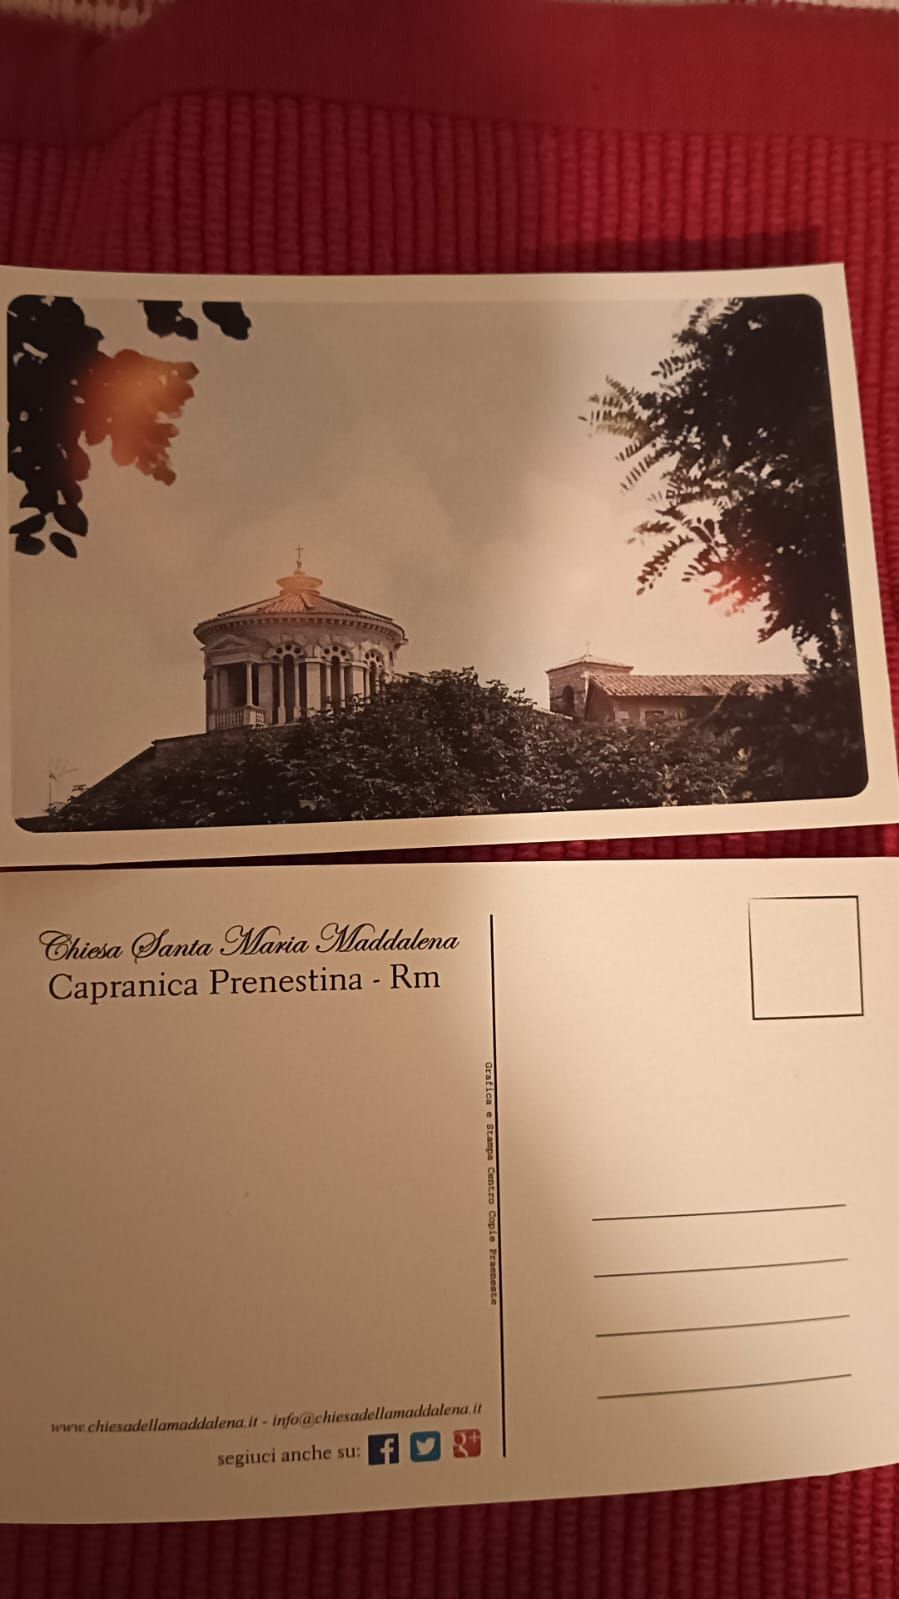 Chiesa Santa Maria Maddalena
Capranica Prenestina - Rm
Grafica e Stampa Centro Copie Praeneste
www.chiesadellamaddalena.it - info@chiesadellamaddalena.it
segiuci anche su: f g+